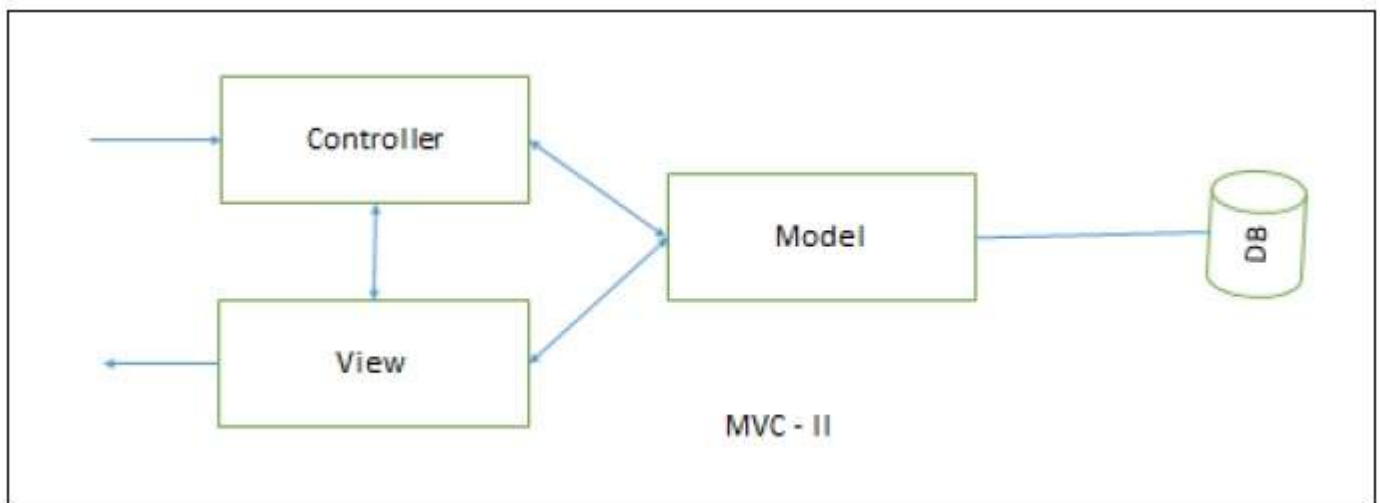 Controller
Model
DB
View
MVC - II